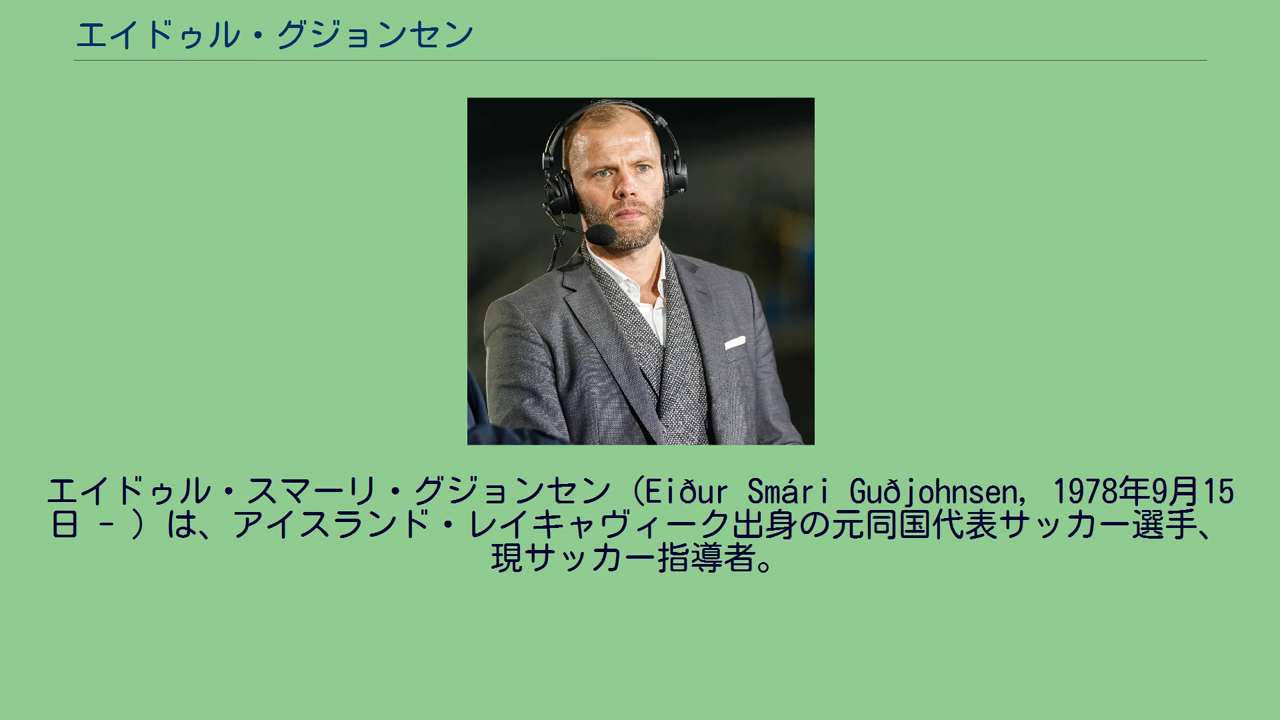 エイドゥル・グジョンセン
エイドゥル・スマーリ・グジョンセン（Eiður Smári Guðjohnsen, 1978年9月15
日 - ）は、アイスランド・レイキャヴィーク出身の元同国代表サッカー選手、
現サッカー指導者。